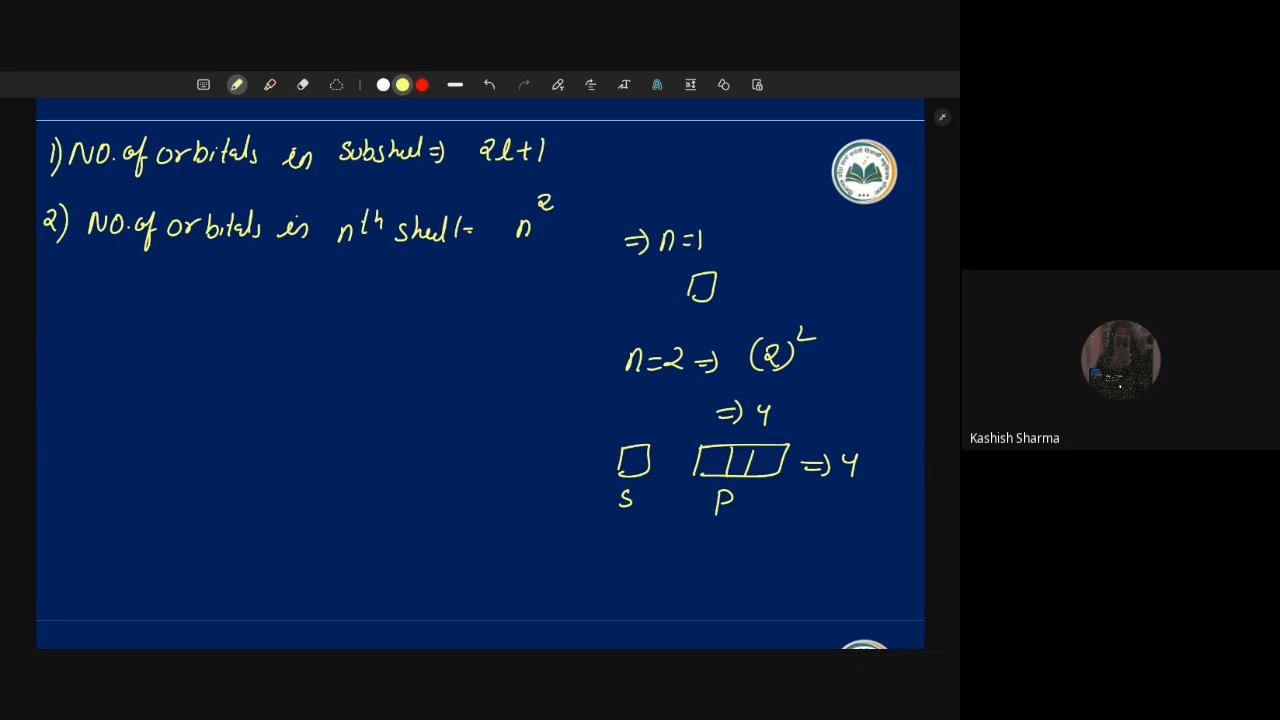 1) NO. of orbitals in subshel => 2l+1
2) NO. of orbitals in nth shell = n²
=> n=1
n=2 => (2)²
=> 4
=> 4
s p
Kashish Sharma